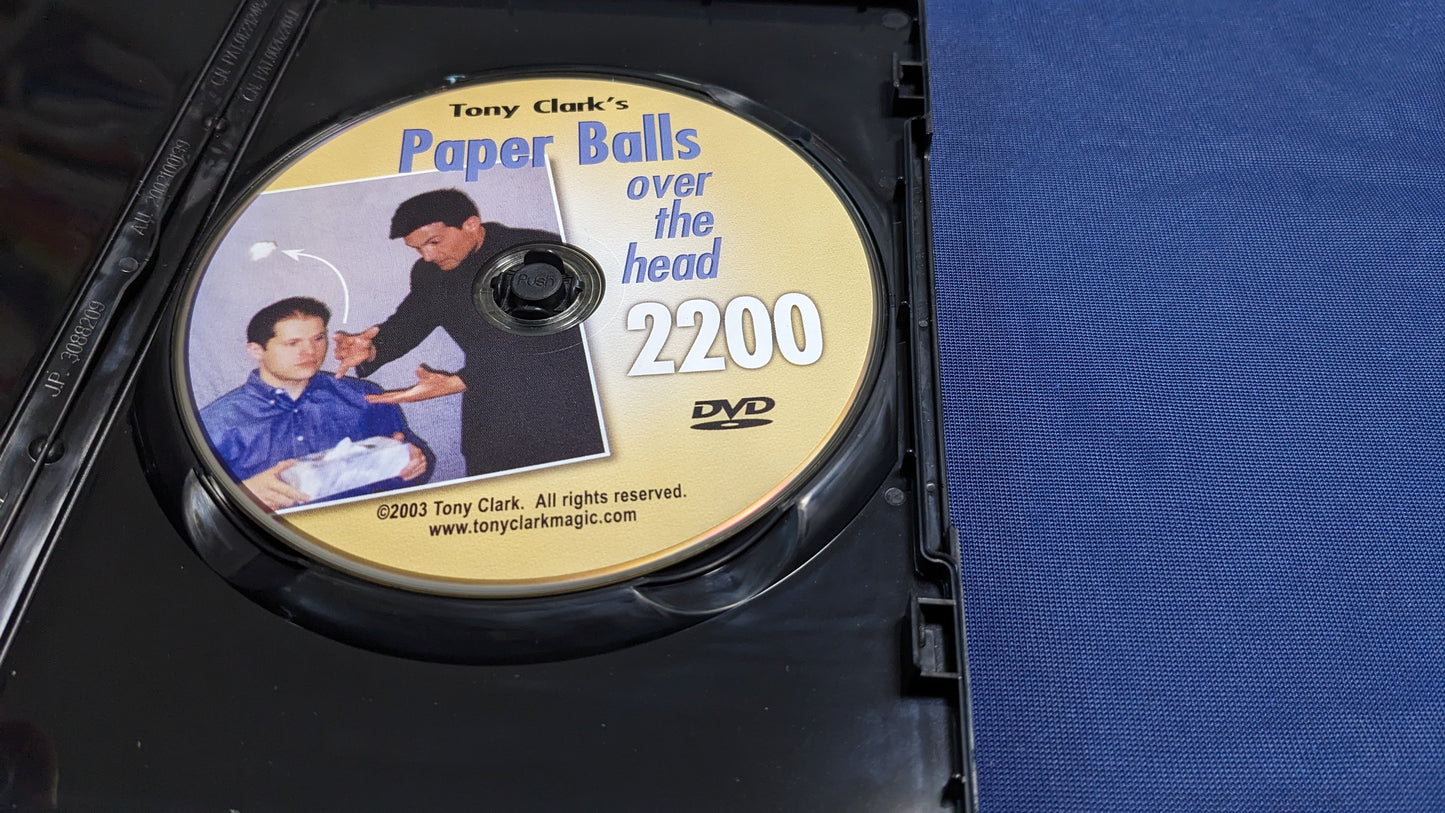 Tony Clark's
Paper Balls
over
the
head
2200
DVD
Push
©2003 Tony Clark. All rights reserved.
www.tonyclarkmagic.com
J.P. 3088209